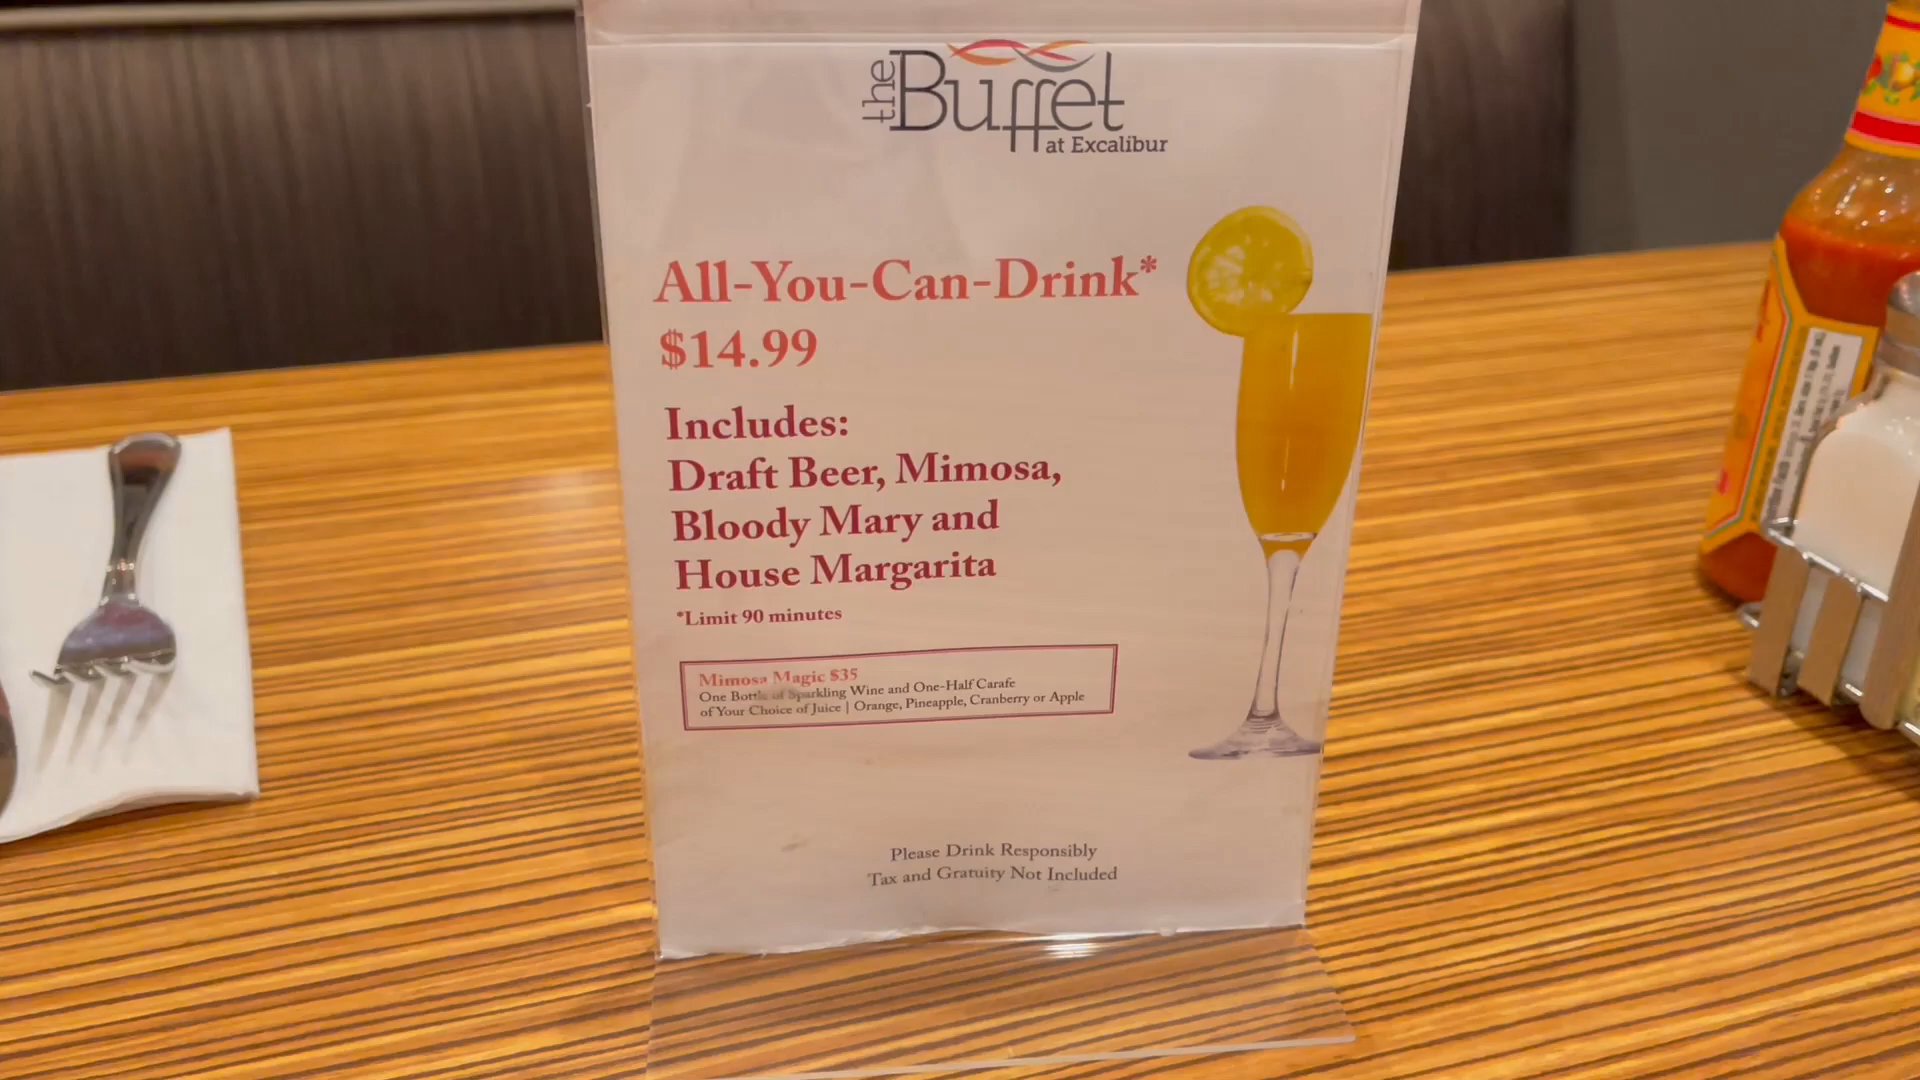 the Buffet
at Excalibur
All-You-Can-Drink*
$14.99
Includes:
Draft Beer, Mimosa,
Bloody Mary and
House Margarita
*Limit 90 minutes
Mimosa Magic $35
One Bottle of Sparkling Wine and One-Half Carafe
of Your Choice of Juice | Orange, Pineapple, Cranberry or Apple
Please Drink Responsibly
Tax and Gratuity Not Included